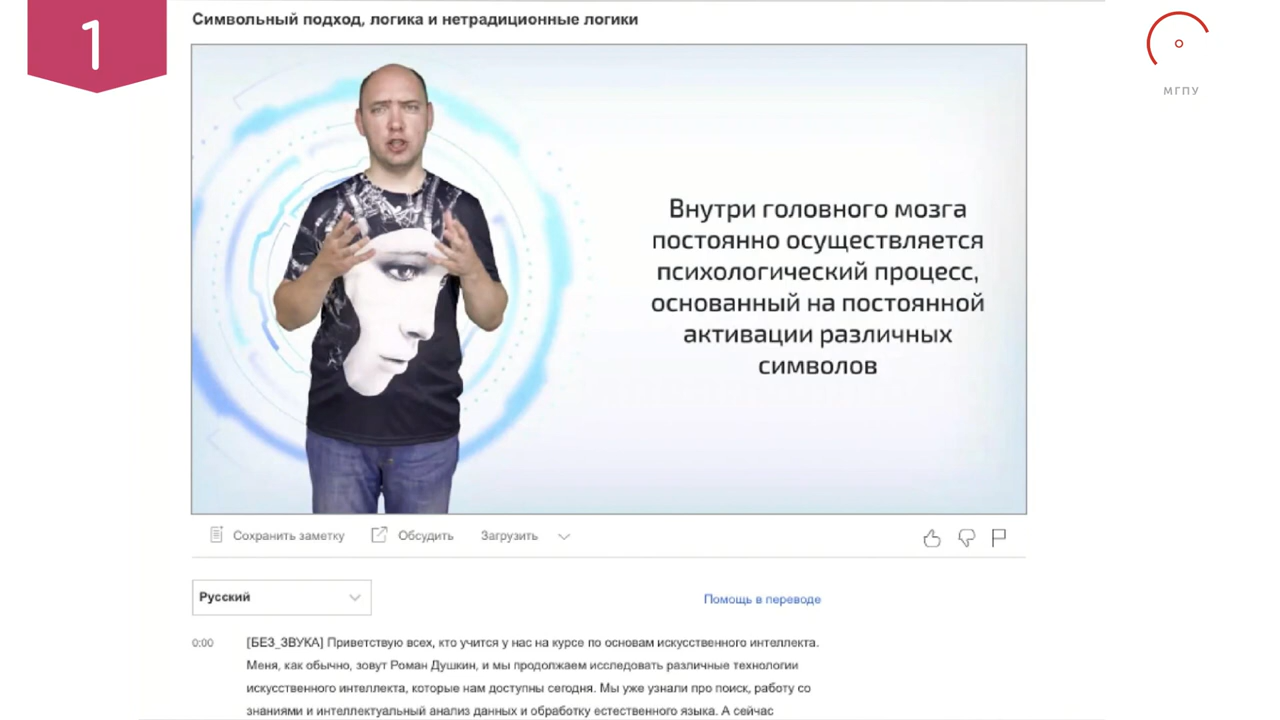 1
Символьный подход, логика и нетрадиционные логики
МГПУ
Внутри головного мозга
постоянно осуществляется
психологический процесс,
основанный на постоянной
активации различных
символов
Сохранить заметку Обсудить Загрузить
Русский
Помощь в переводе
0:00 [БЕЗ_ЗВУКА] Приветствую всех, кто учится у нас на курсе по основам искусственного интеллекта.
Меня, как обычно, зовут Роман Душкин, и мы продолжаем исследовать различные технологии
искусственного интеллекта, которые нам доступны сегодня. Мы уже узнали про поиск, работу со
знаниями и интеллектуальный анализ данных и обработку естественного языка. А сейчас